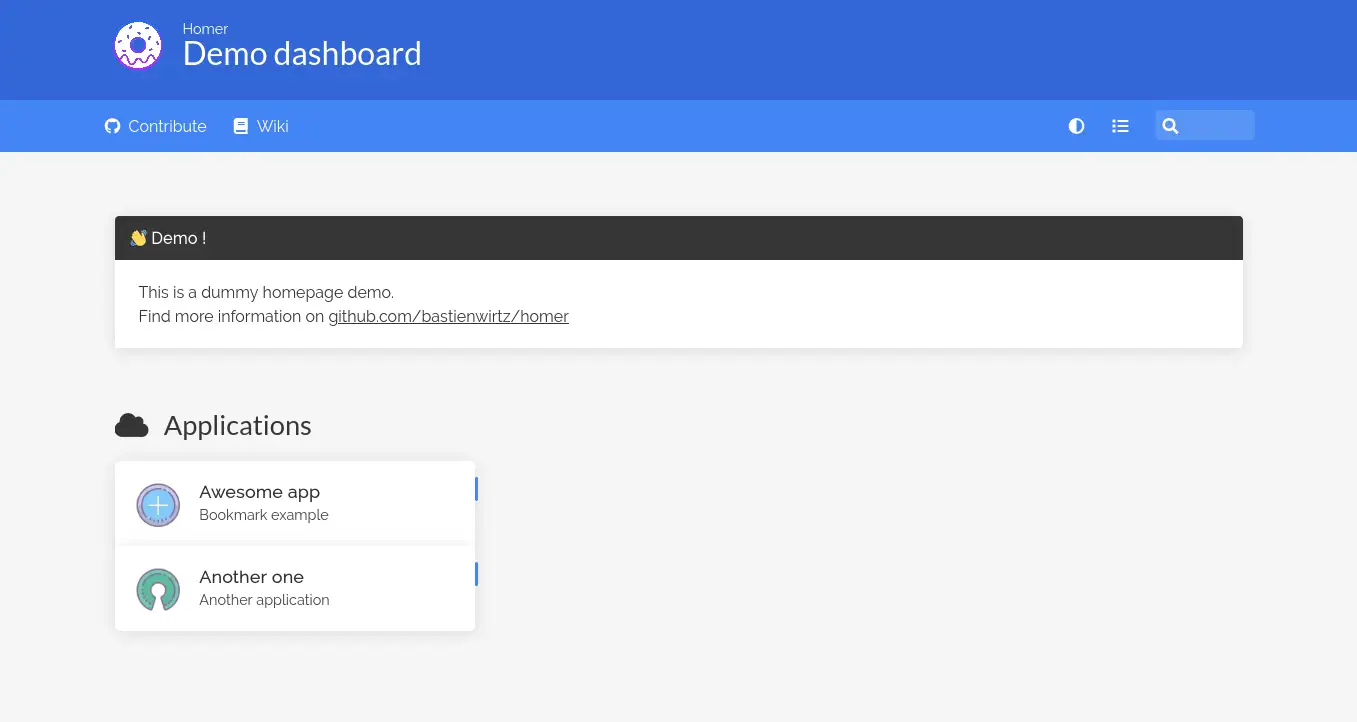 Homer
Demo dashboard
Contribute
Wiki
👋 Demo !
This is a dummy homepage demo.
Find more information on github.com/bastienwirtz/homer
Applications
Awesome app
Bookmark example
Another one
Another application